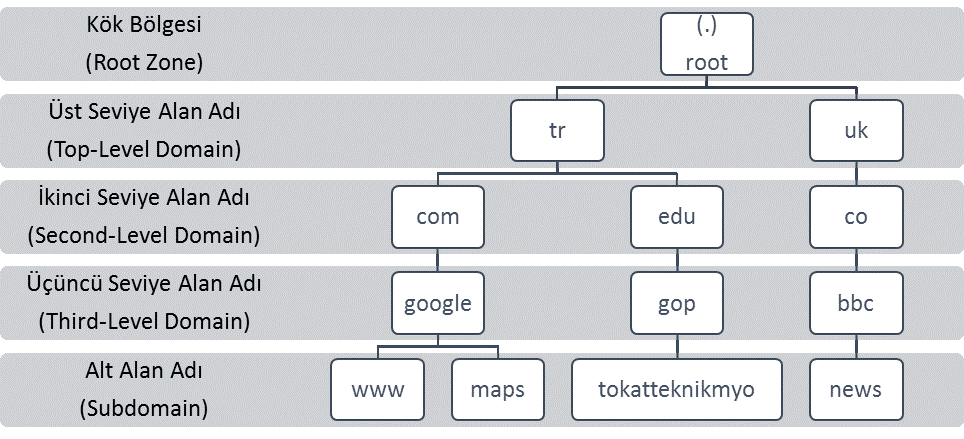 Kök Bölgesi
(Root Zone)
(.)
root
Üst Seviye Alan Adı
(Top-Level Domain)
tr
uk
İkinci Seviye Alan Adı
(Second-Level Domain)
com
edu
co
Üçüncü Seviye Alan Adı
(Third-Level Domain)
google
gop
bbc
Alt Alan Adı
(Subdomain)
www
maps
tokatteknikmyo
news